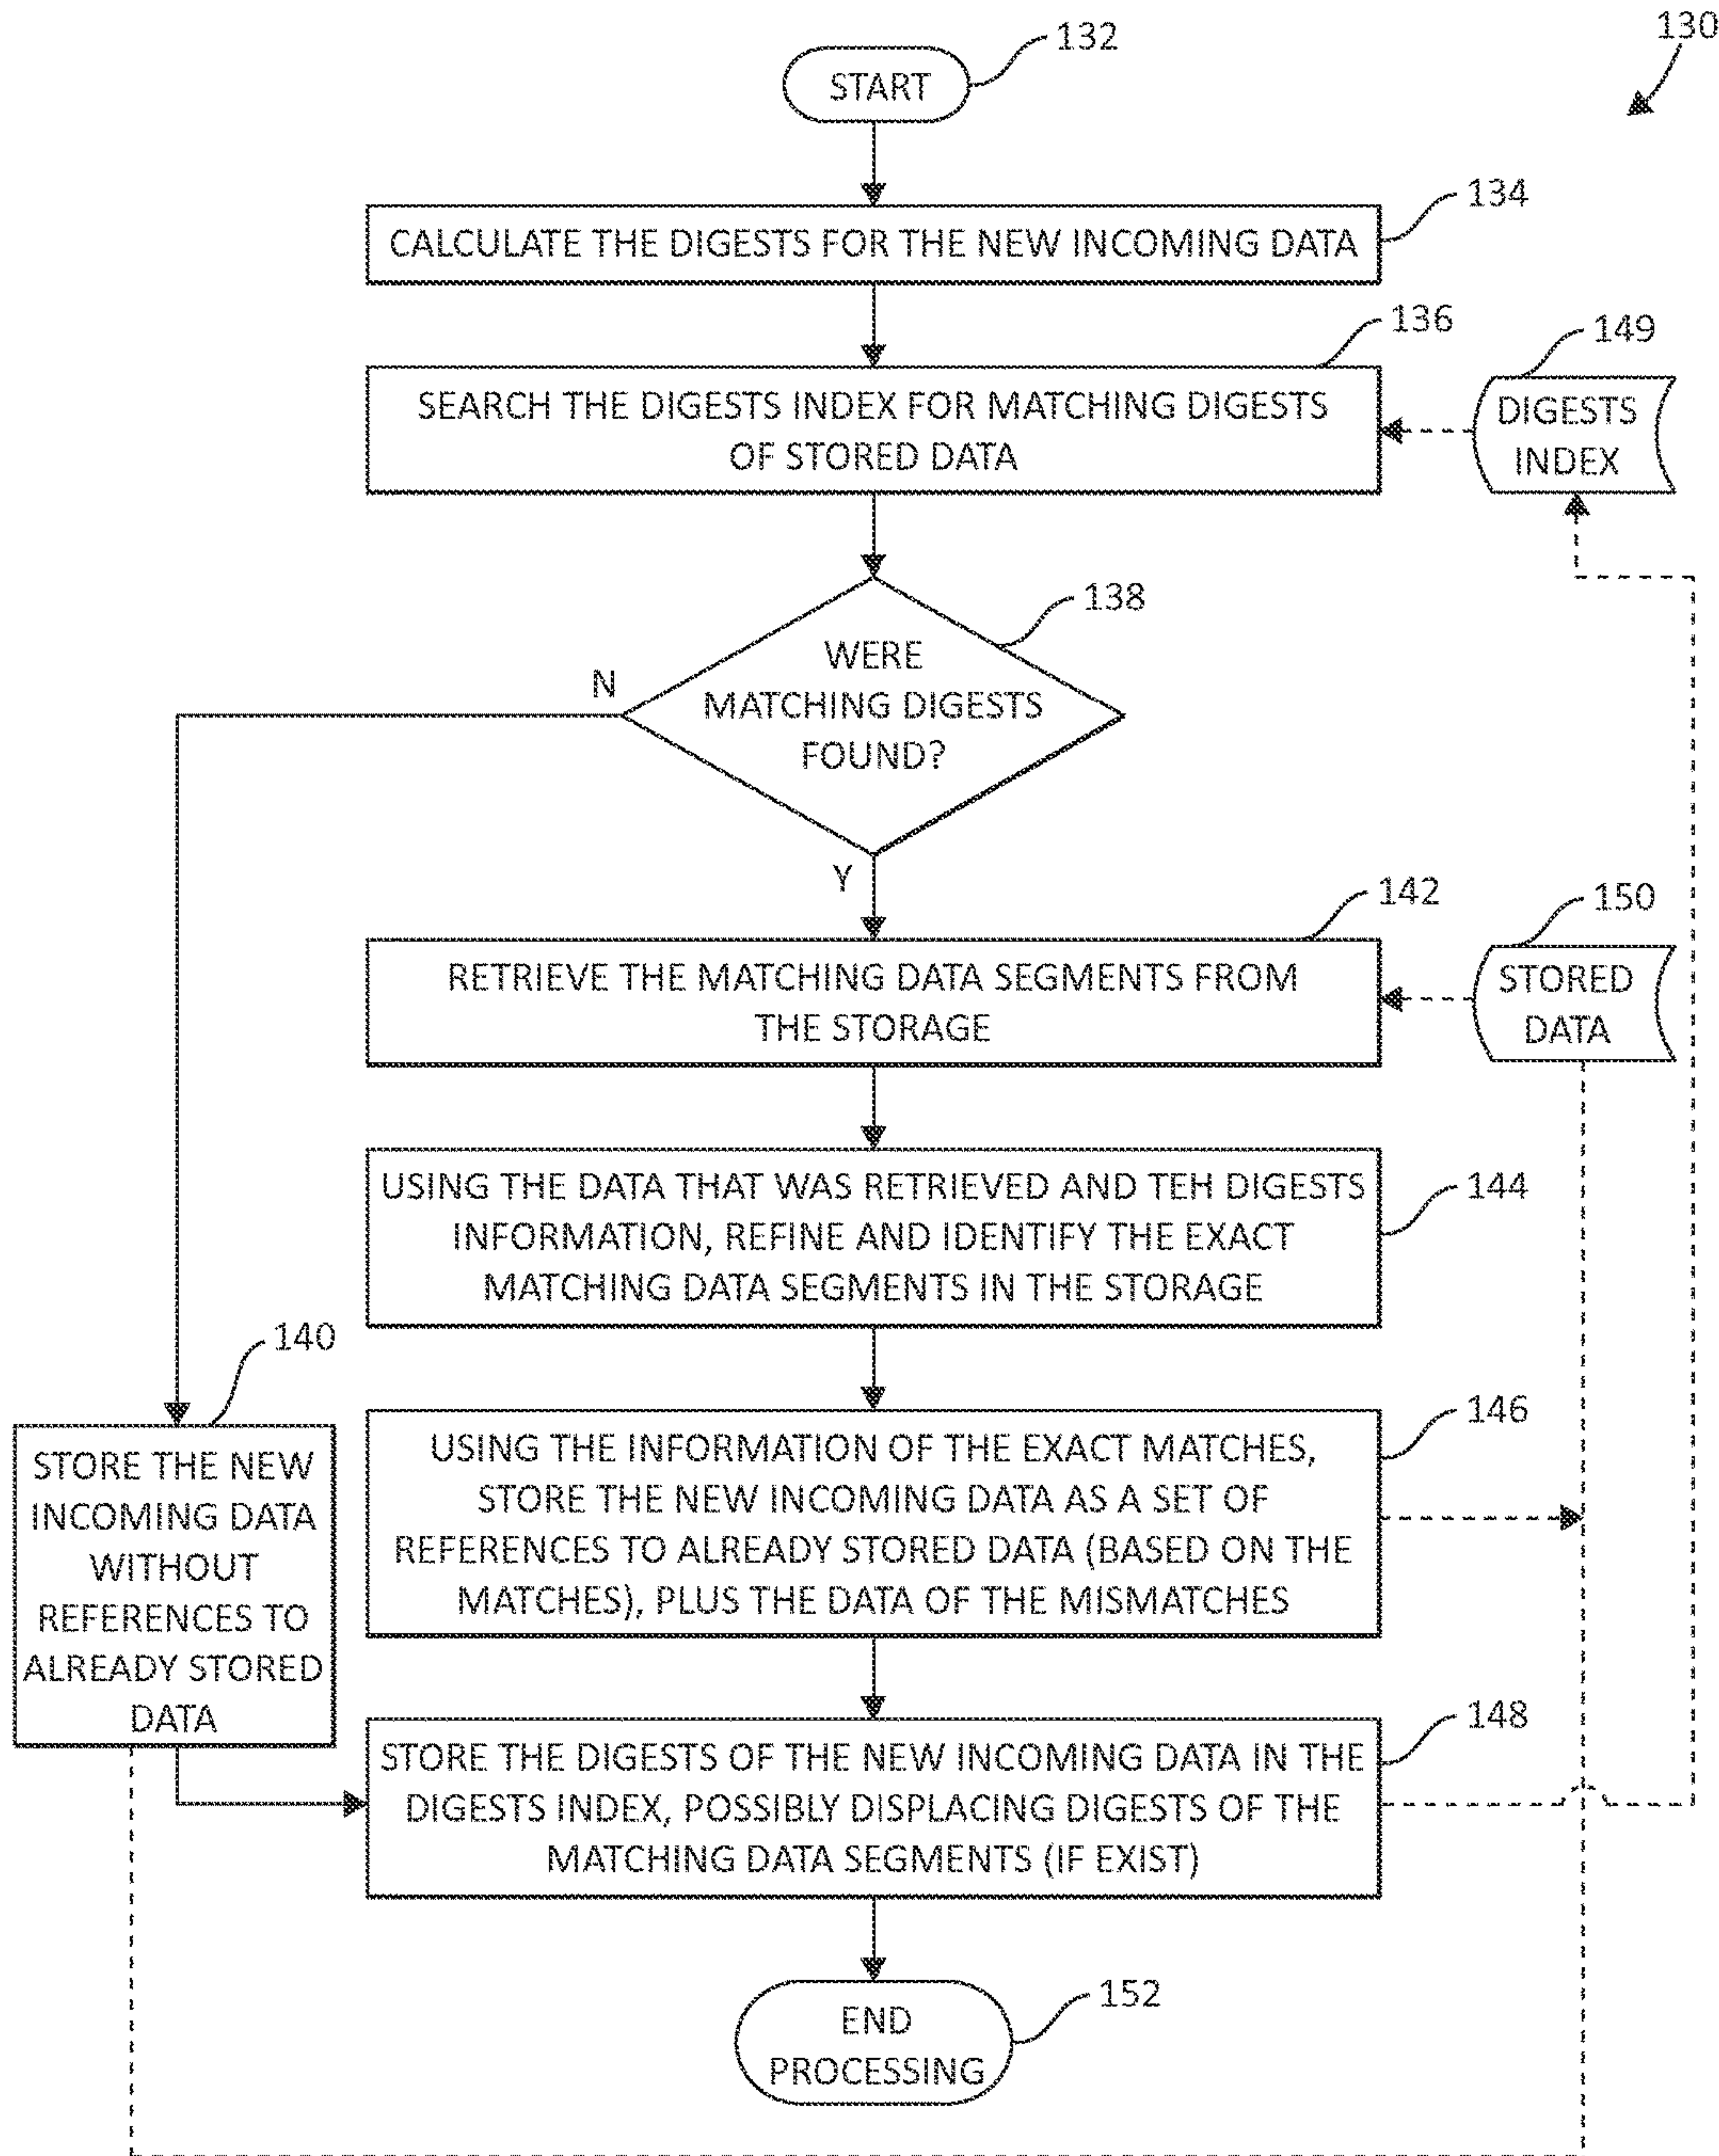 130
132
START
134
CALCULATE THE DIGESTS FOR THE NEW INCOMING DATA
136
SEARCH THE DIGESTS INDEX FOR MATCHING DIGESTS
OF STORED DATA
149
DIGESTS
INDEX
138
WERE
MATCHING DIGESTS
FOUND?
N
Y
142
RETRIEVE THE MATCHING DATA SEGMENTS FROM
THE STORAGE
150
STORED
DATA
144
USING THE DATA THAT WAS RETRIEVED AND TEH DIGESTS
INFORMATION, REFINE AND IDENTIFY THE EXACT
MATCHING DATA SEGMENTS IN THE STORAGE
140
STORE THE NEW
INCOMING DATA
WITHOUT
REFERENCES TO
ALREADY STORED
DATA
146
USING THE INFORMATION OF THE EXACT MATCHES,
STORE THE NEW INCOMING DATA AS A SET OF
REFERENCES TO ALREADY STORED DATA (BASED ON THE
MATCHES), PLUS THE DATA OF THE MISMATCHES
148
STORE THE DIGESTS OF THE NEW INCOMING DATA IN THE
DIGESTS INDEX, POSSIBLY DISPLACING DIGESTS OF THE
MATCHING DATA SEGMENTS (IF EXIST)
152
END
PROCESSING